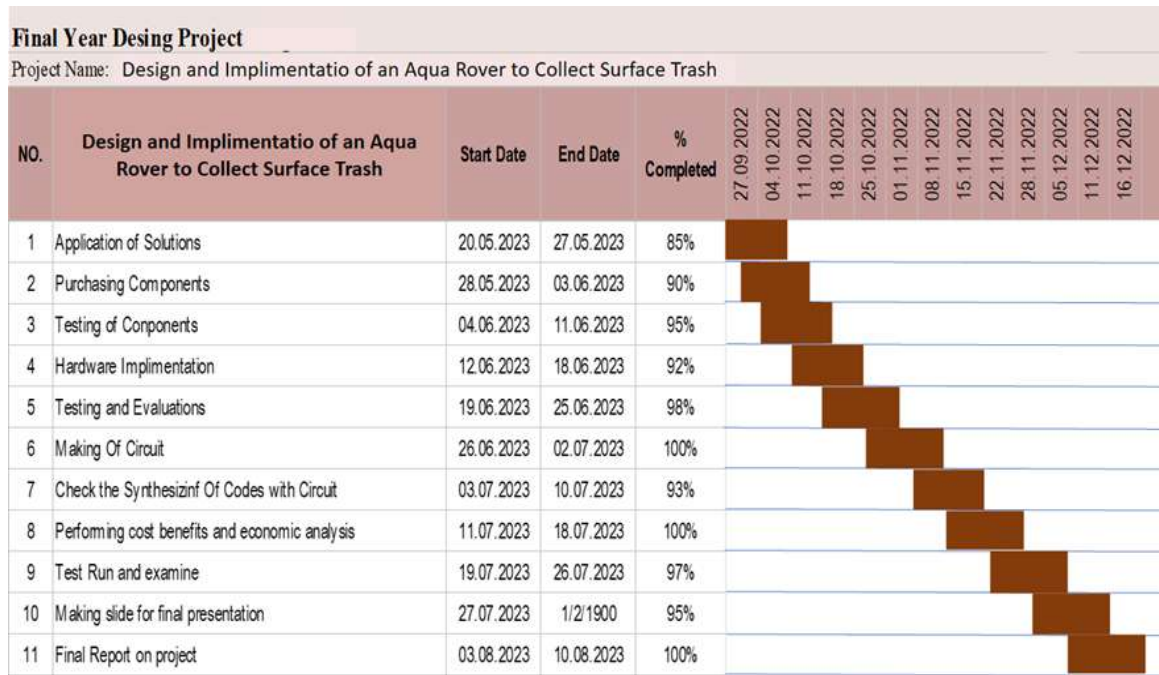 Final Year Desing Project
Project Name: Design and Implimentatio of an Aqua Rover to Collect Surface Trash
NO. Design and Implimentatio of an Aqua Rover to Collect Surface Trash Start Date End Date % Completed 27.09.2022 04.10.2022 11.10.2022 18.10.2022 25.10.2022 01.11.2022 08.11.2022 15.11.2022 22.11.2022 28.11.2022 05.12.2022 11.12.2022 16.12.2022
1 Application of Solutions 20.05.2023 27.05.2023 85%
2 Purchasing Components 28.05.2023 03.06.2023 90%
3 Testing of Conponents 04.06.2023 11.06.2023 95%
4 Hardware Implimentation 12.06.2023 18.06.2023 92%
5 Testing and Evaluations 19.06.2023 25.06.2023 98%
6 Making Of Circuit 26.06.2023 02.07.2023 100%
7 Check the Synthesizinf Of Codes with Circuit 03.07.2023 10.07.2023 93%
8 Performing cost benefits and economic analysis 11.07.2023 18.07.2023 100%
9 Test Run and examine 19.07.2023 26.07.2023 97%
10 Making slide for final presentation 27.07.2023 1/2/1900 95%
11 Final Report on project 03.08.2023 10.08.2023 100%